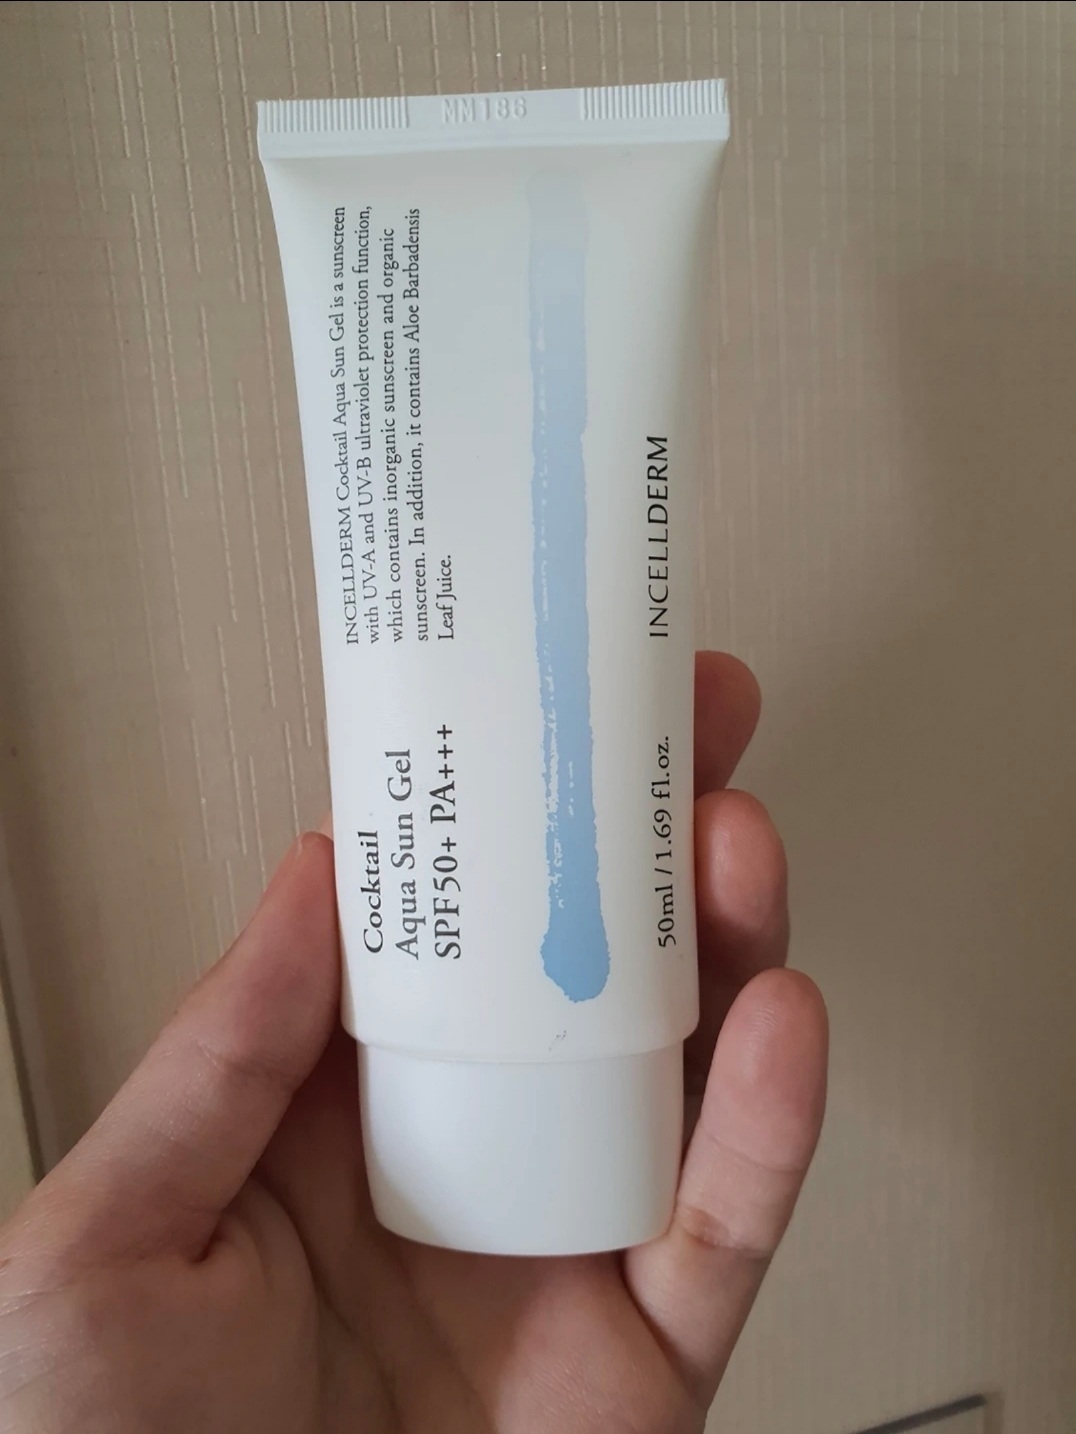 MM186
INCELLDERM Cocktail Aqua Sun Gel is a sunscreen
with UV-A and UV-B ultraviolet protection function,
which contains inorganic sunscreen and organic
sunscreen. In addition, it contains Aloe Barbadensis
Leaf Juice.
Cocktail
Aqua Sun Gel
SPF50+ PA+++
INCELLDERM
50ml / 1.69 fl.oz.